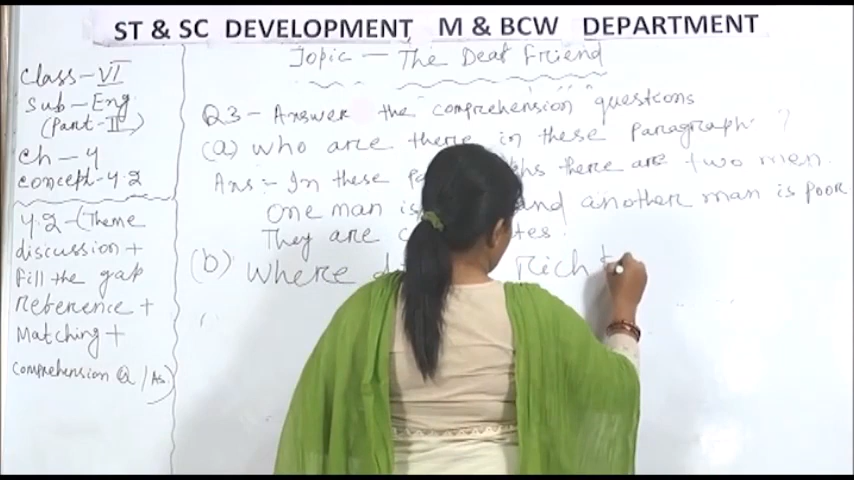 ST & SC DEVELOPMENT M & BCW DEPARTMENT
Topic - The Deaf Friend
Class-VI
Sub-Eng
(Part-II)
Ch-4
Concept-4.2
4.2-(Theme
discussion +
Fill the gap
Reference +
Matching +
Comprehension Q/As.)
Q3 - Answer the comprehension questions
(a) Who are there in these Paragraph ?
Ans :- In these there are two men.
One man is and another man is poor
They are
(b) Where Rich